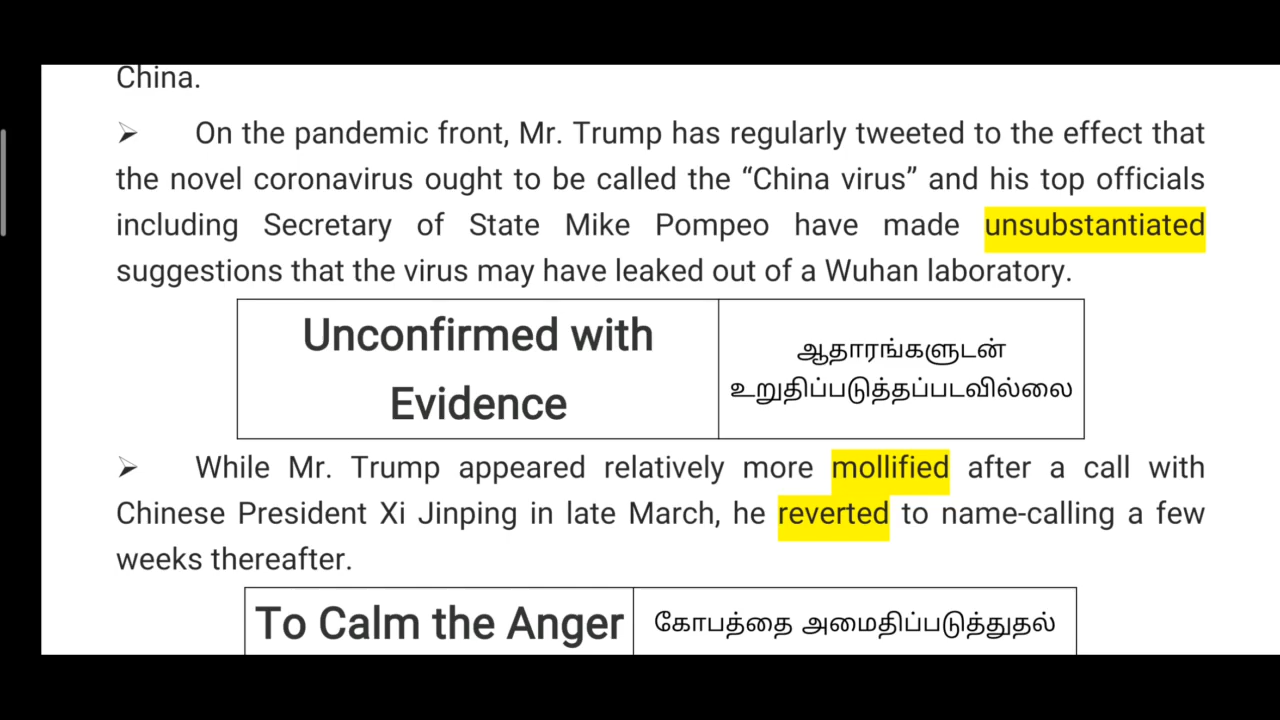 China.
➢ On the pandemic front, Mr. Trump has regularly tweeted to the effect that
the novel coronavirus ought to be called the “China virus” and his top officials
including Secretary of State Mike Pompeo have made unsubstantiated
suggestions that the virus may have leaked out of a Wuhan laboratory.
Unconfirmed with
Evidence
ஆதாரங்களுடன்
உறுதிப்படுத்தப்படவில்லை
➢ While Mr. Trump appeared relatively more mollified after a call with
Chinese President Xi Jinping in late March, he reverted to name-calling a few
weeks thereafter.
To Calm the Anger
கோபத்தை அமைதிப்படுத்துதல்